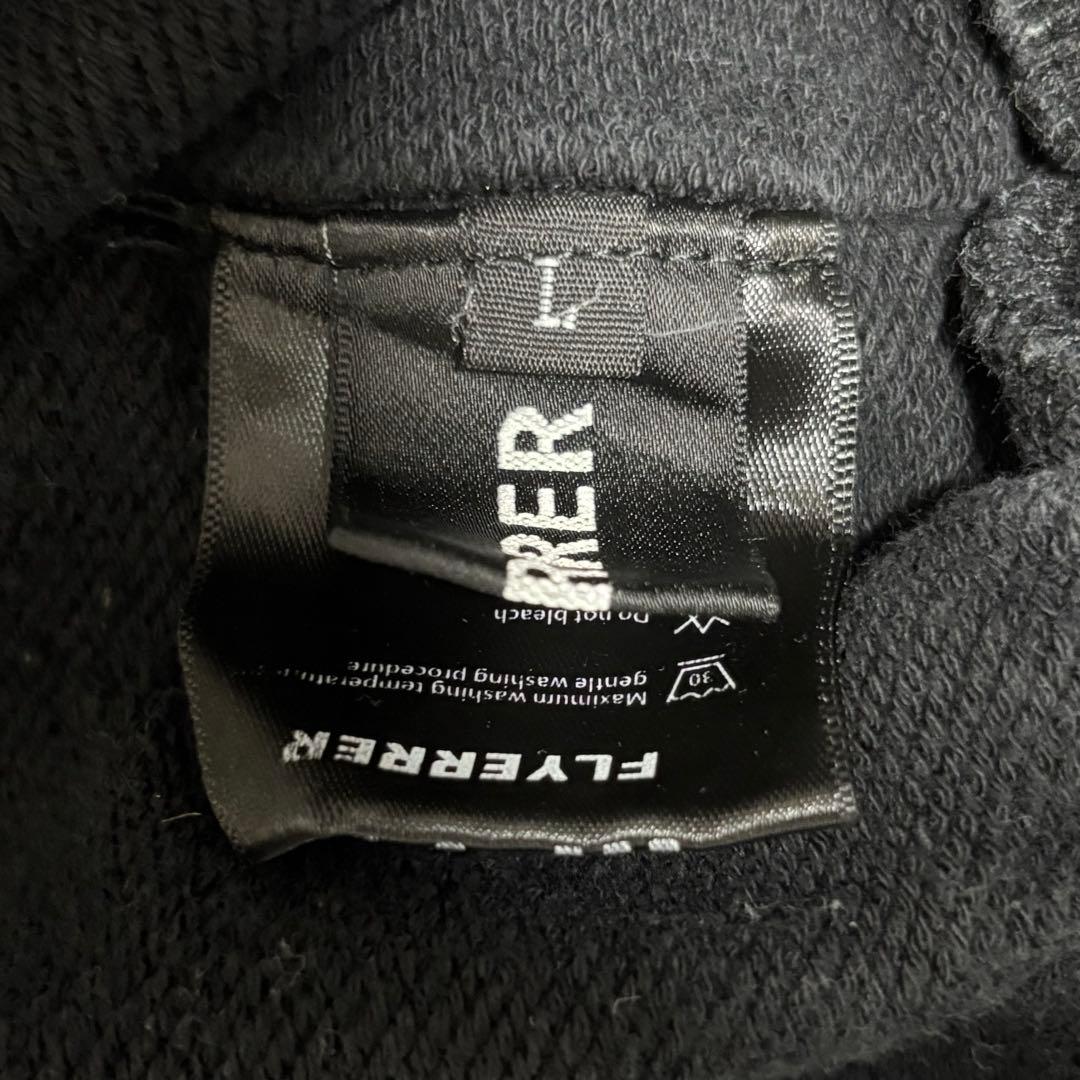 L
RER
FLYERRER
Maximum washing temperature
30
gentle washing procedure
Do not bleach